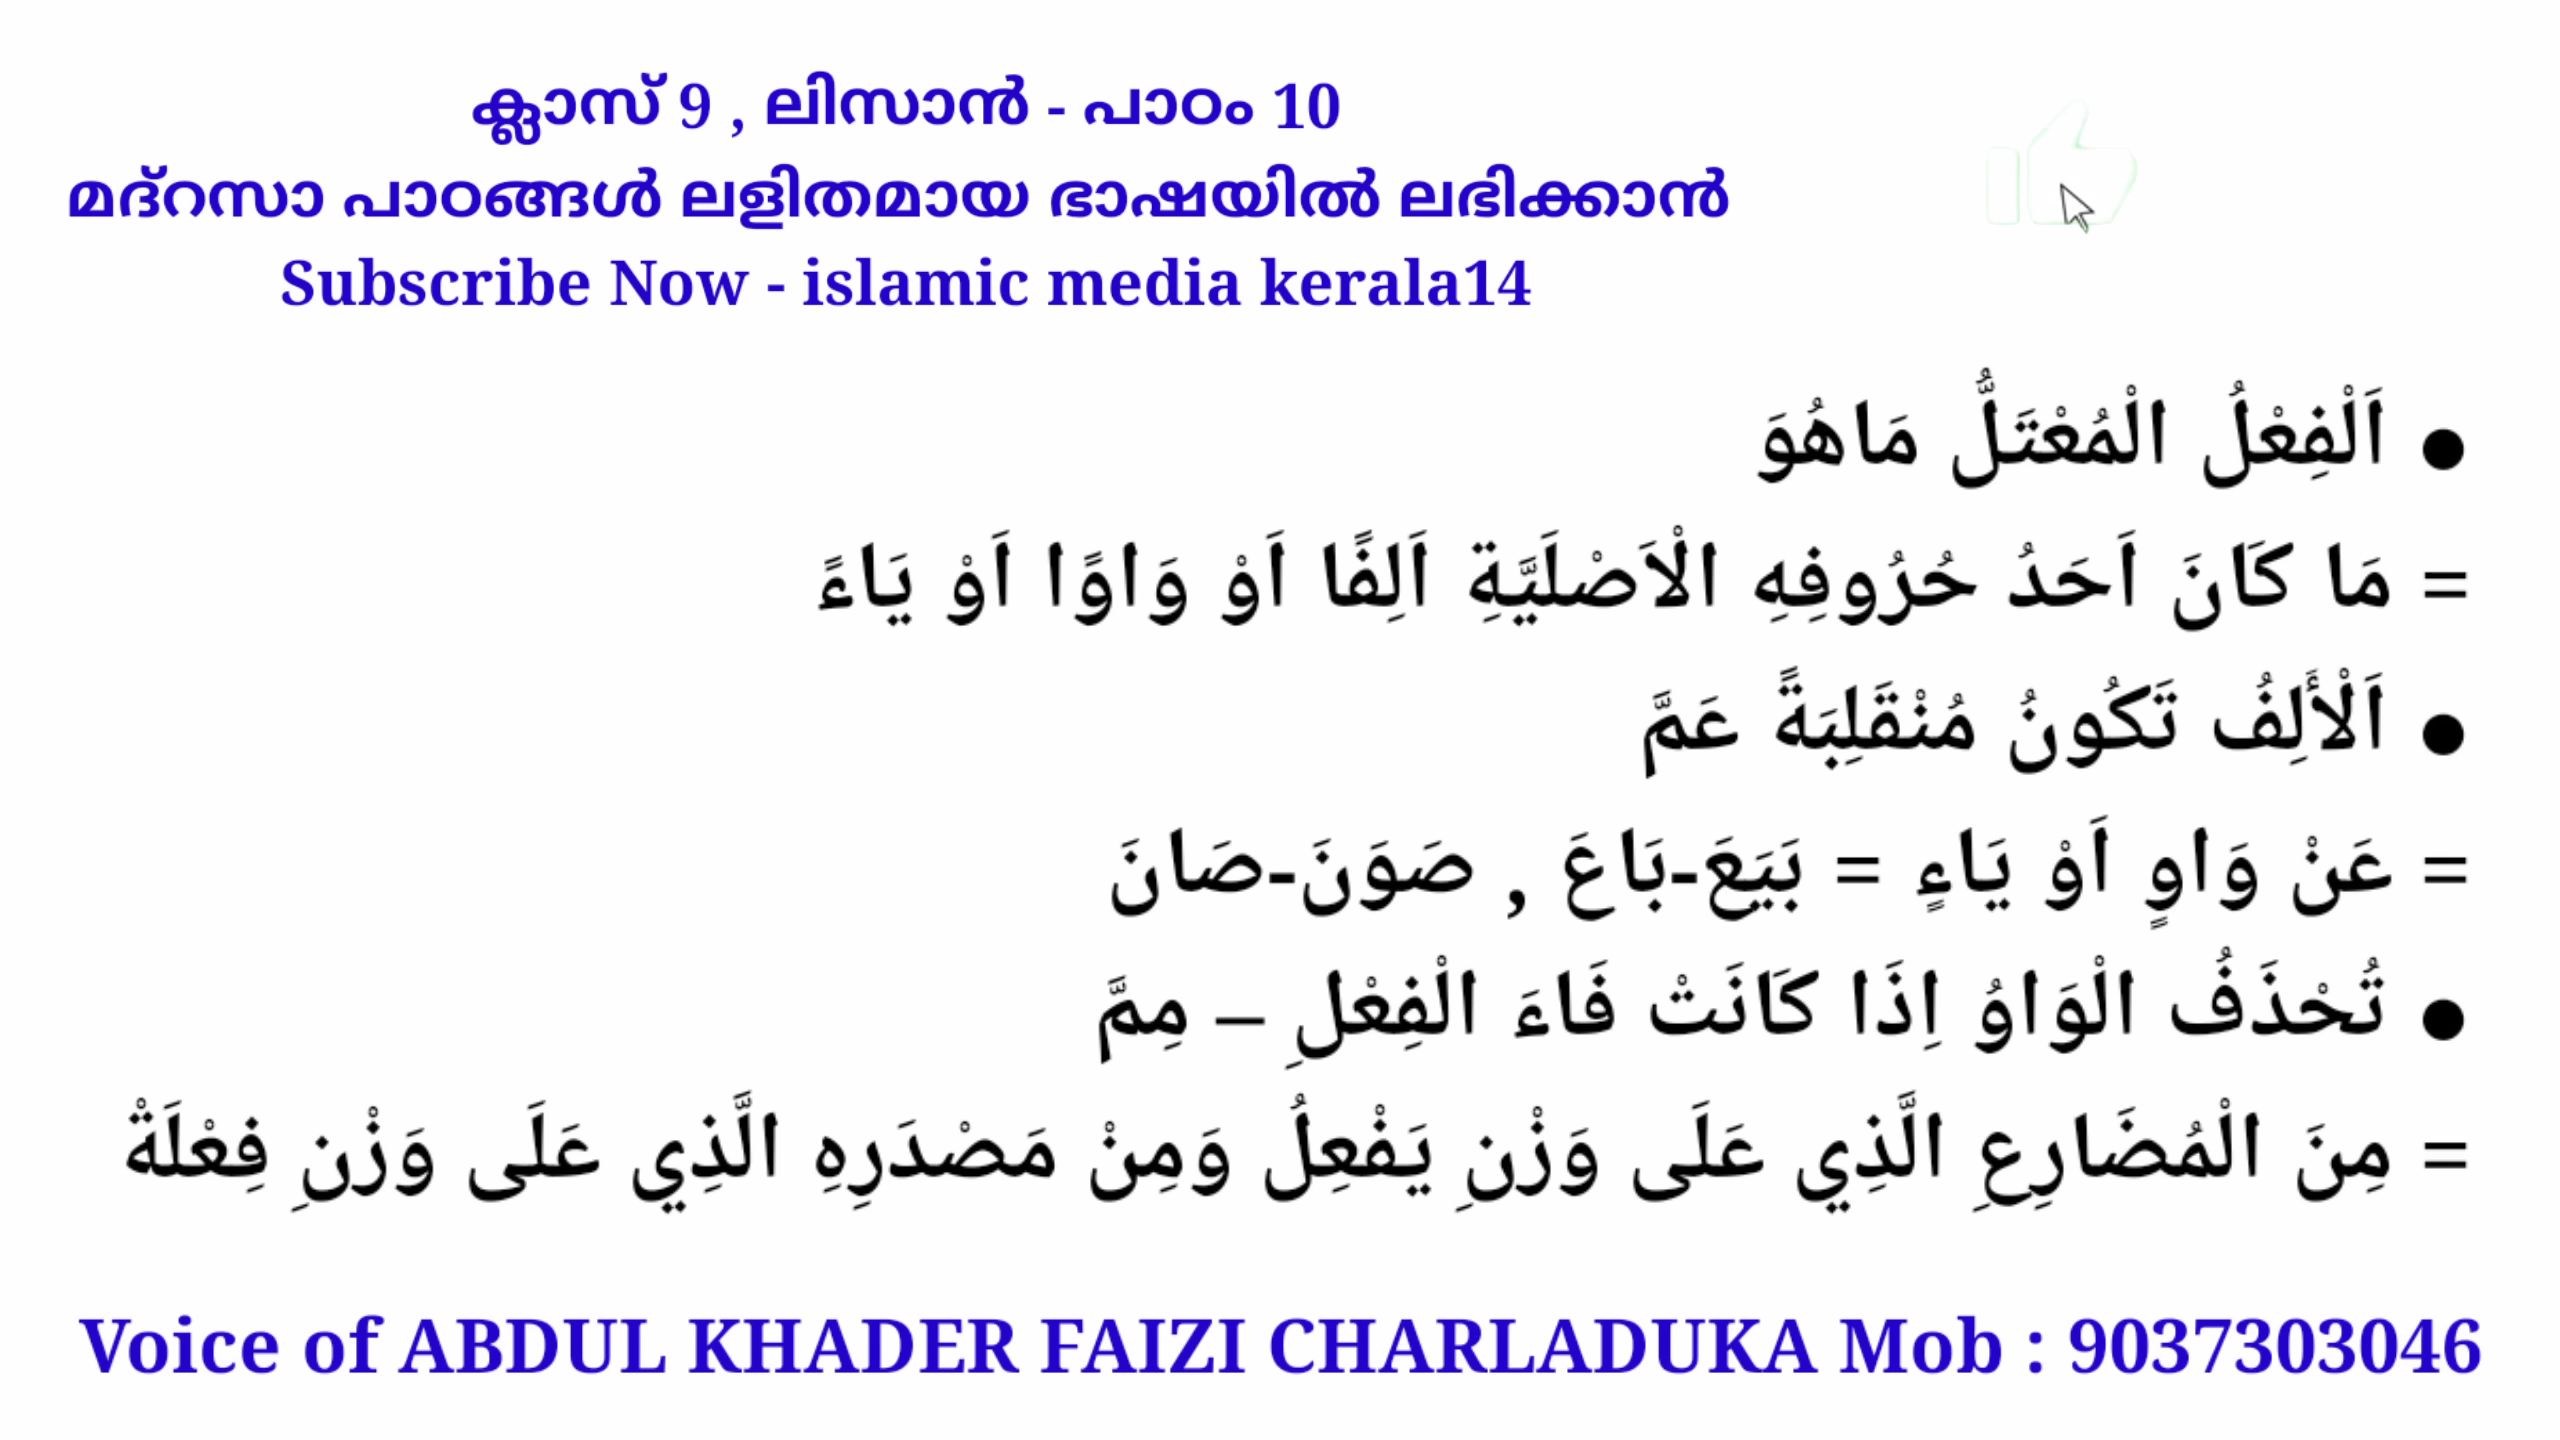 ക്ലാസ് 9 , ലിസാൻ - പാഠം 10
മദ്റസാ പാഠങ്ങൾ ലളിതമായ ഭാഷയിൽ ലഭിക്കാൻ
Subscribe Now - islamic media kerala14
● اَلْفِعْلُ الْمُعْتَلُّ مَاهُوَ
= مَا كَانَ اَحَدُ حُرُوفِهِ الْاَصْلَيَّةِ اَلِفًا اَوْ وَاوًا اَوْ يَاءً
● اَلْأَلِفُ تَكُونُ مُنْقَلِبَةً عَمَّ
= عَنْ وَاوٍ اَوْ يَاءٍ = بَيَعَ-بَاعَ , صَوَنَ-صَانَ
● تُحْذَفُ الْوَاوُ اِذَا كَانَتْ فَاءَ الْفِعْلِ – مِمَّ
= مِنَ الْمُضَارِعِ الَّذِي عَلَى وَزْنِ يَفْعِلُ وَمِنْ مَصْدَرِهِ الَّذِي عَلَى وَزْنِ فِعْلَةْ
Voice of ABDUL KHADER FAIZI CHARLADUKA Mob : 9037303046